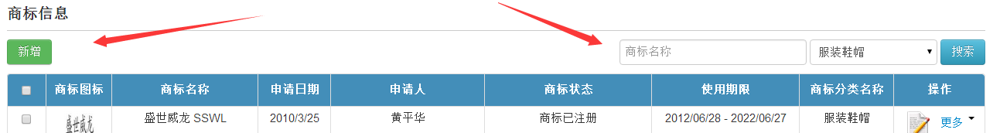 商标信息
新增 商标名称 服装鞋帽 搜索
商标图标 商标名称 申请日期 申请人 商标状态 使用期限 商标分类名称 操作
盛世威龙 盛世威龙 SSWL 2010/3/25 黄平华 商标已注册 2012/06/28 - 2022/06/27 服装鞋帽 更多